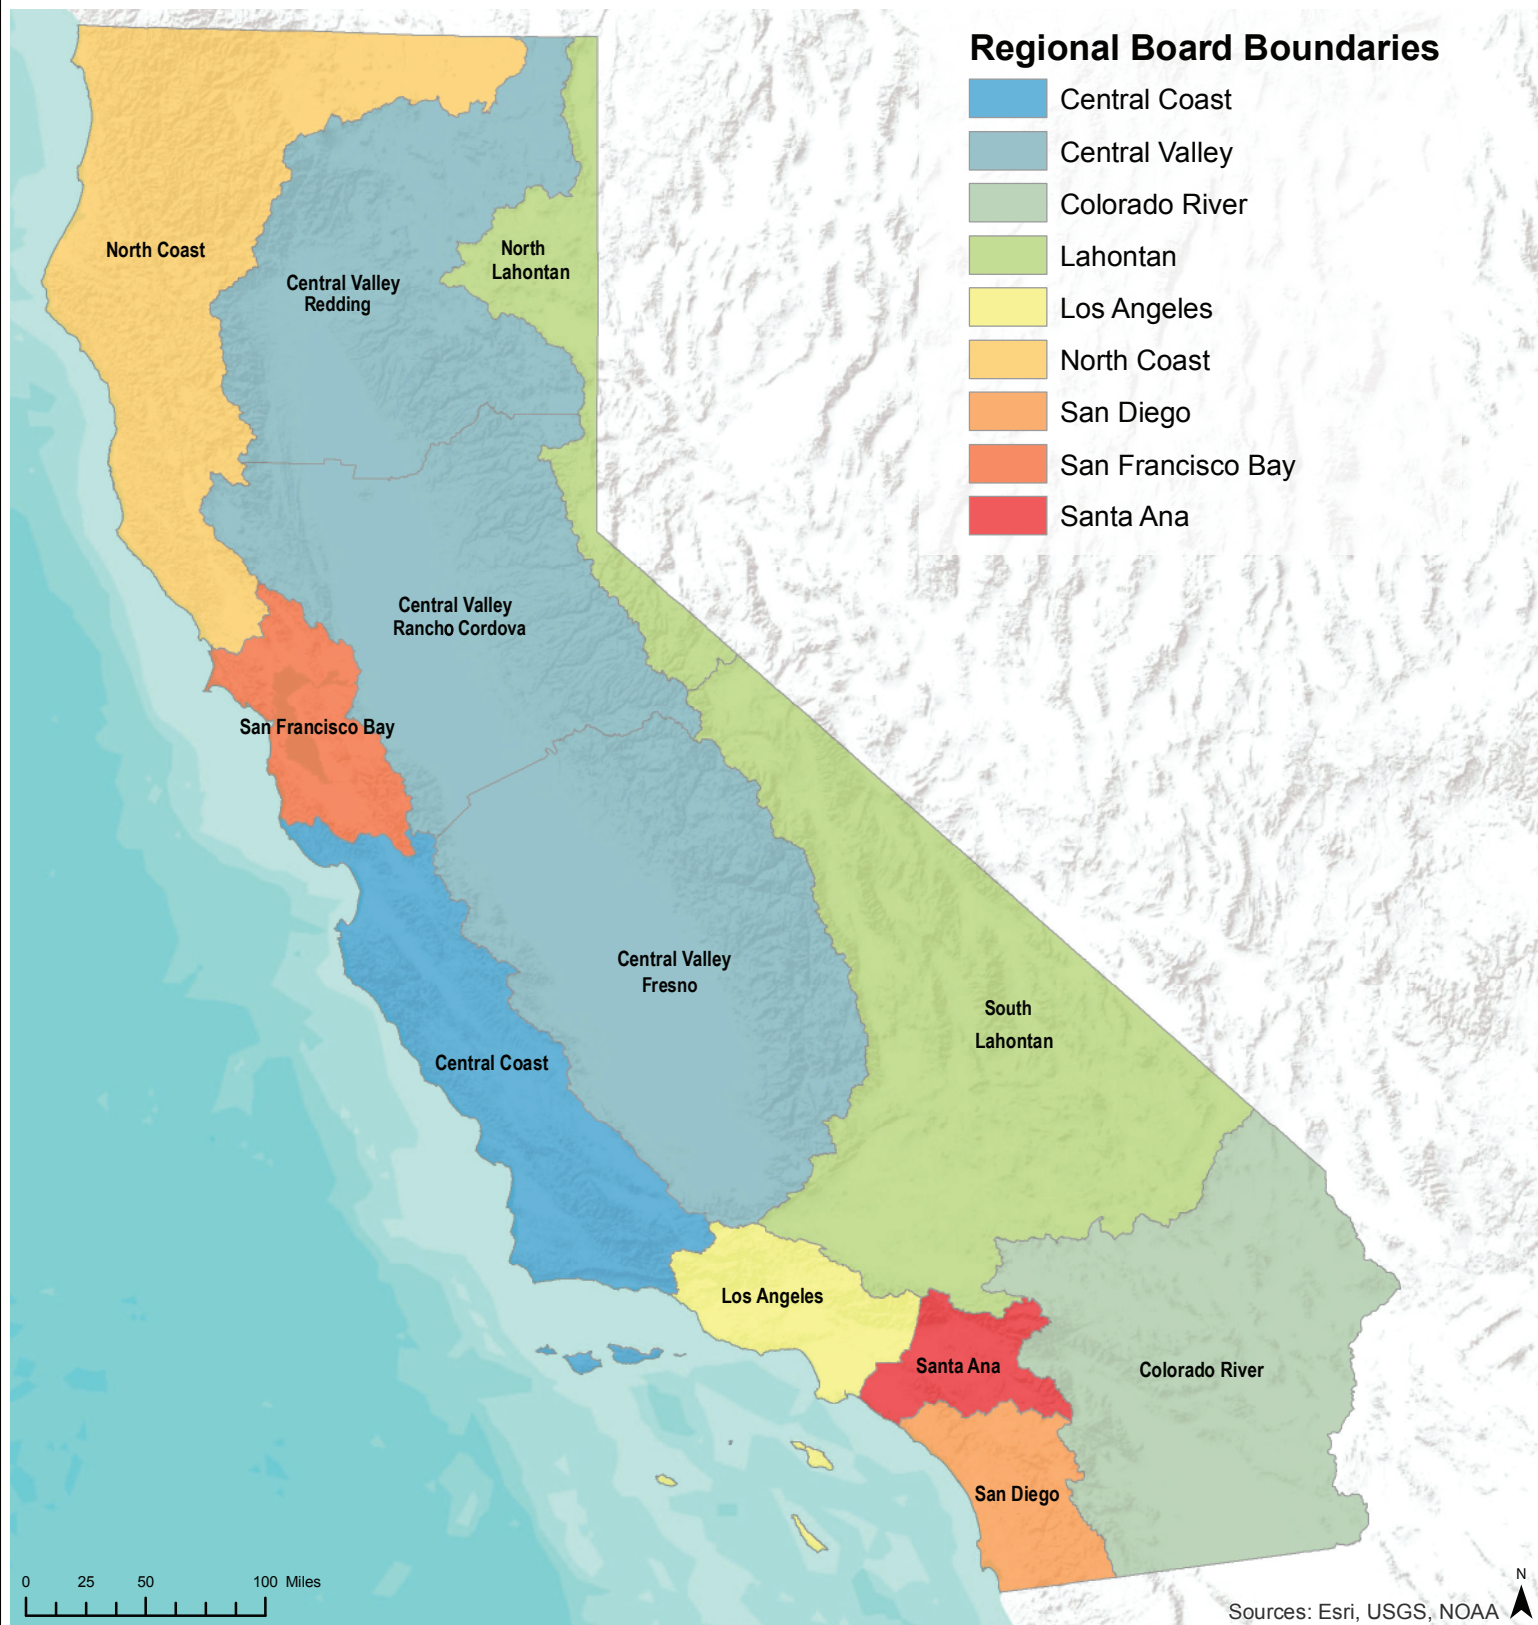 Regional Board Boundaries
Central Coast
Central Valley
Colorado River
Lahontan
Los Angeles
North Coast
San Diego
San Francisco Bay
Santa Ana
North Coast
North
Lahontan
Central Valley
Redding
Central Valley
Rancho Cordova
San Francisco Bay
Central Valley
Fresno
South
Lahontan
Central Coast
Los Angeles
Santa Ana
Colorado River
San Diego
0 25 50 100 Miles
N
Sources: Esri, USGS, NOAA